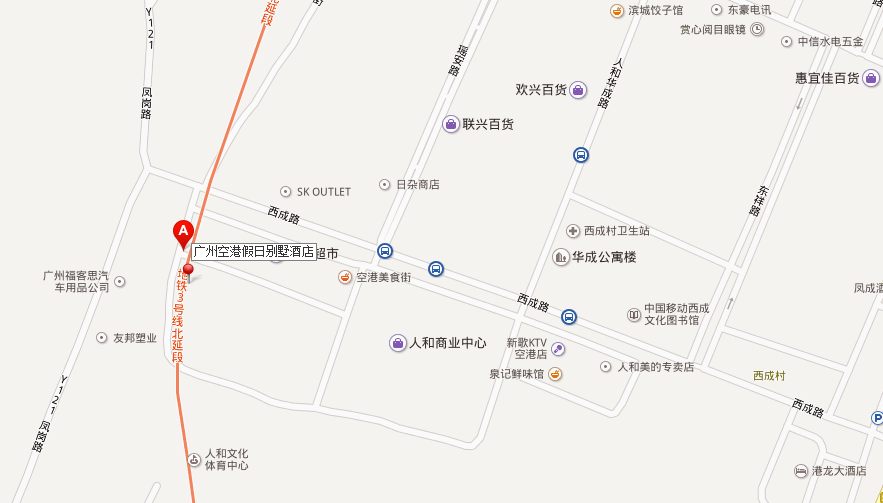 延段
街
路
滨城饺子馆
东豪电讯
赏心阅目眼镜
中信水电五金
Y121
瑶安路
人和华成路
惠宜佳百货
凤岗路
欢兴百货
联兴百货
SK OUTLET
日杂商店
东祥路
西成路
A
西成村卫生站
广州空港假日别墅酒店
超市
华成公寓楼
广州福客思汽
车用品公司
地铁3号线北延段
空港美食街
凤成酒
西成路
中国移动西成
文化图书馆
友邦塑业
人和商业中心
新歌KTV
空港店
泉记鲜味馆
人和美的专卖店
西成村
Y121
凤岗路
西成路
P
人和文化
体育中心
港龙大酒店